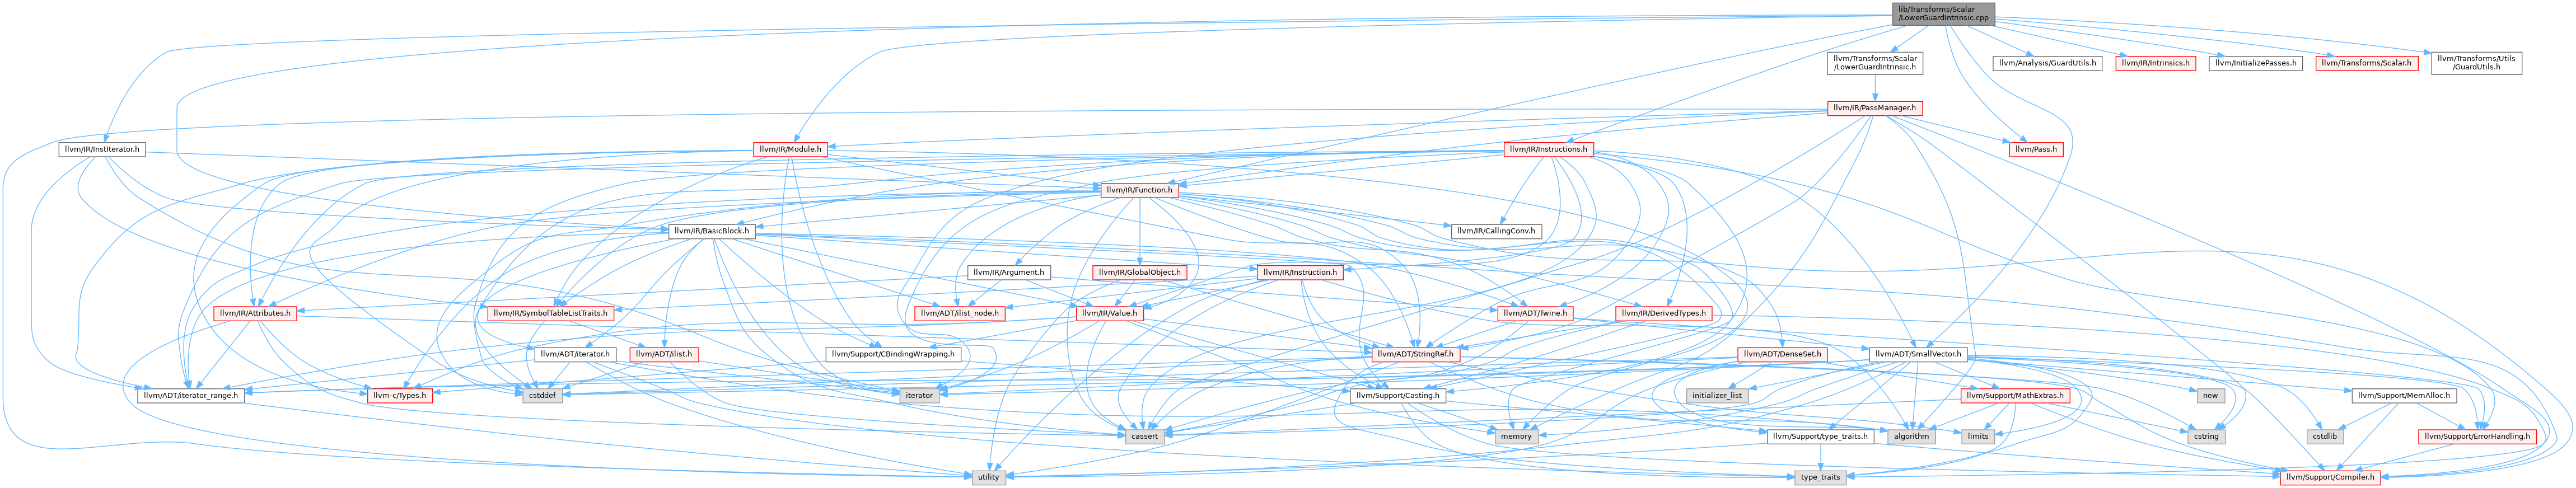 lib/Transforms/Scalar
/LowerGuardIntrinsic.cpp
llvm/Transforms/Scalar
/LowerGuardIntrinsic.h
llvm/Analysis/GuardUtils.h
llvm/IR/Intrinsics.h
llvm/InitializePasses.h
llvm/Transforms/Scalar.h
llvm/Transforms/Utils
/GuardUtils.h
llvm/IR/PassManager.h
llvm/IR/InstIterator.h
llvm/IR/Module.h
llvm/IR/Instructions.h
llvm/Pass.h
llvm/IR/Function.h
llvm/IR/BasicBlock.h
llvm/IR/CallingConv.h
llvm/IR/Argument.h
llvm/IR/GlobalObject.h
llvm/IR/Instruction.h
llvm/IR/Attributes.h
llvm/IR/SymbolTableListTraits.h
llvm/ADT/ilist_node.h
llvm/IR/Value.h
llvm/ADT/Twine.h
llvm/IR/DerivedTypes.h
llvm/ADT/iterator.h
llvm/ADT/ilist.h
llvm/Support/CBindingWrapping.h
llvm/ADT/StringRef.h
llvm/ADT/DenseSet.h
llvm/ADT/SmallVector.h
llvm/ADT/iterator_range.h
llvm-c/Types.h
cstddef
iterator
llvm/Support/Casting.h
initializer_list
llvm/Support/MathExtras.h
new
llvm/Support/MemAlloc.h
cassert
memory
llvm/Support/type_traits.h
algorithm
limits
cstring
cstdlib
llvm/Support/ErrorHandling.h
utility
type_traits
llvm/Support/Compiler.h